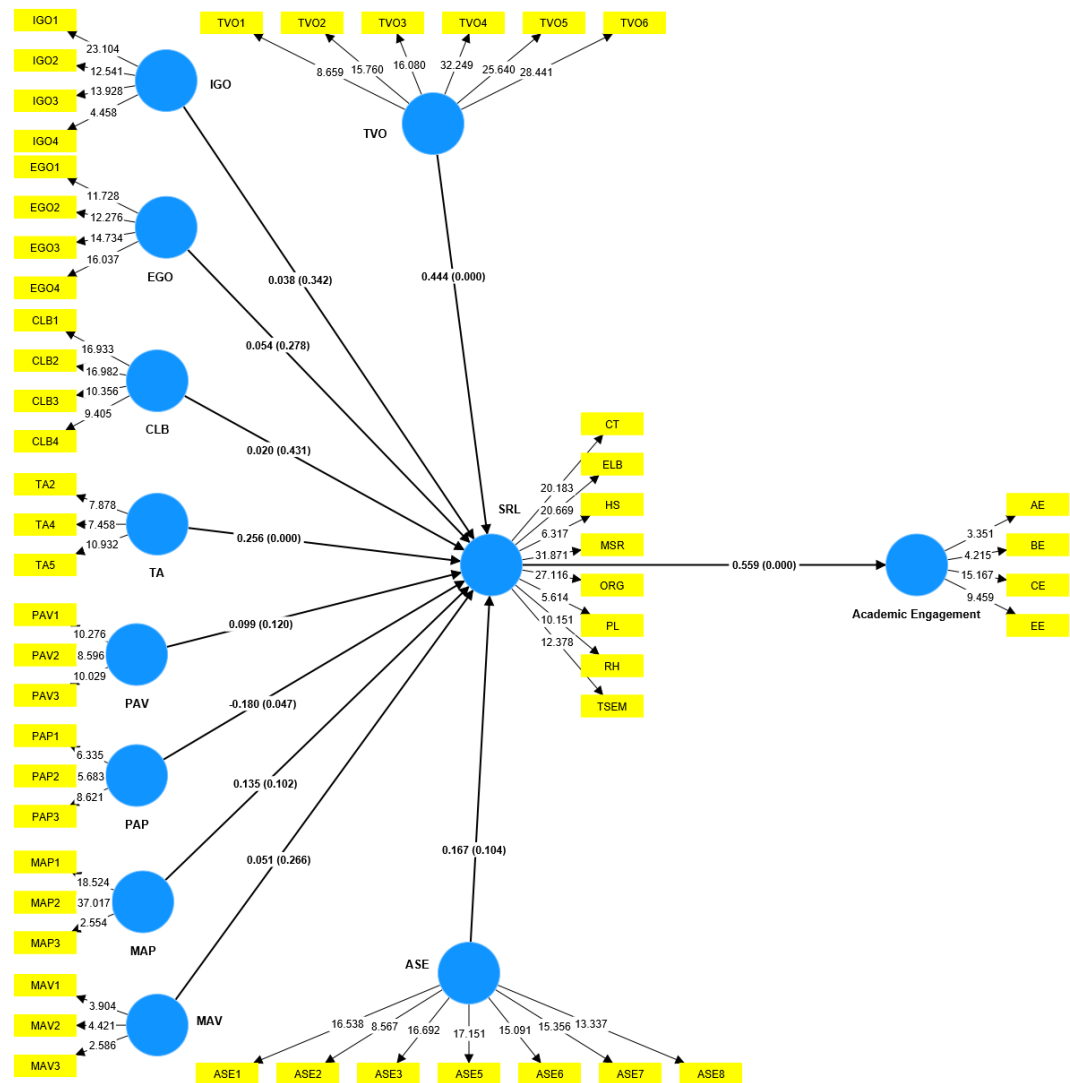 IGO1
IGO2
IGO3
IGO4
23.104
12.541
13.928
4.458
IGO
TVO1
TVO2
TVO3
TVO4
TVO5
TVO6
8.659
15.760
16.080
32.249
25.640
28.441
TVO
EGO1
EGO2
EGO3
EGO4
11.728
12.276
14.734
16.037
EGO
CLB1
CLB2
CLB3
CLB4
16.933
16.982
10.356
9.405
CLB
TA2
TA4
TA5
7.878
7.458
10.932
TA
PAV1
PAV2
PAV3
10.276
8.596
10.029
PAV
PAP1
PAP2
PAP3
6.335
5.683
8.621
PAP
MAP1
MAP2
MAP3
18.524
37.017
2.554
MAP
MAV1
MAV2
MAV3
3.904
4.421
2.586
MAV
0.038 (0.342)
0.444 (0.000)
0.054 (0.278)
0.020 (0.431)
0.256 (0.000)
0.099 (0.120)
-0.180 (0.047)
0.135 (0.102)
0.051 (0.266)
0.167 (0.104)
SRL
CT
ELB
HS
MSR
ORG
PL
RH
TSEM
20.183
20.669
6.317
31.871
27.116
5.614
10.151
12.378
0.559 (0.000)
Academic Engagement
AE
BE
CE
EE
3.351
4.215
15.167
9.459
ASE
16.538
8.567
16.692
17.151
15.091
15.356
13.337
ASE1
ASE2
ASE3
ASE5
ASE6
ASE7
ASE8